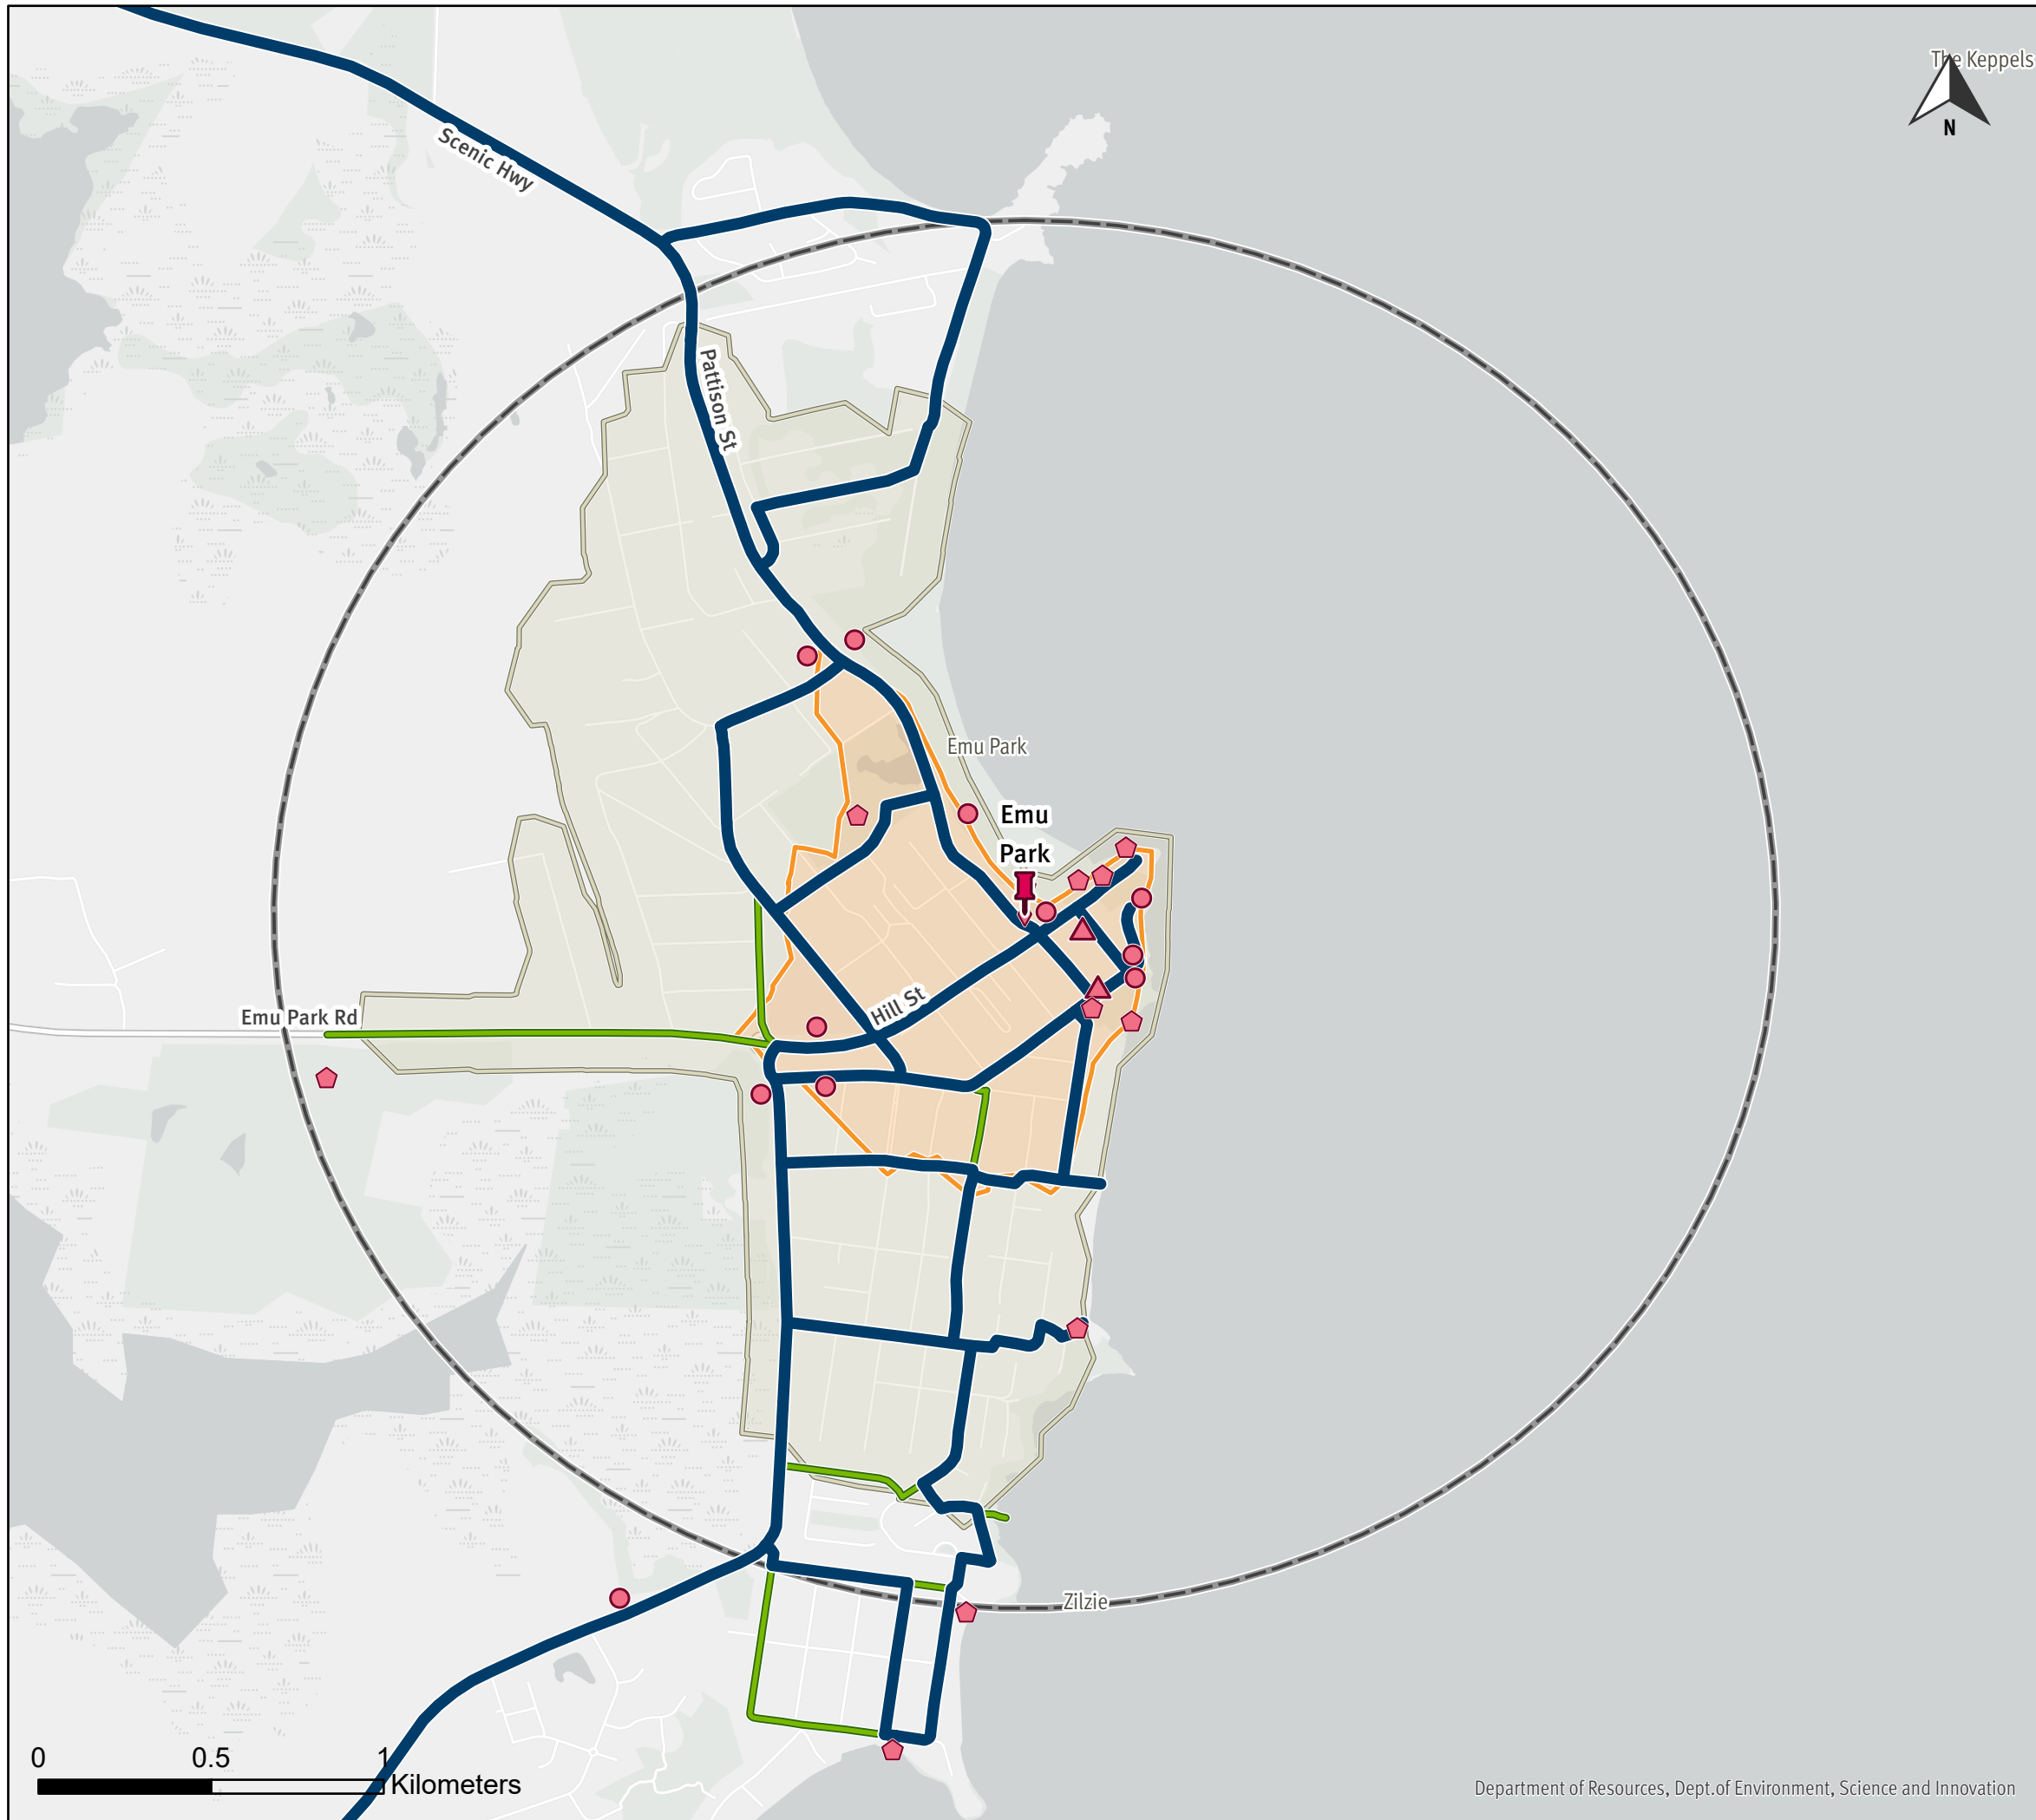 The Keppels
N
Scenic Hwy
Pattison St
Emu Park
Emu
Park
Hill St
Emu Park Rd
Zilzie
0 0.5 1
Kilometers
Department of Resources, Dept.of Environment, Science and Innovation